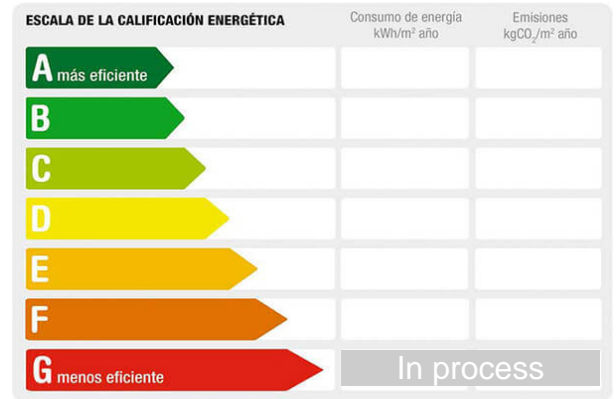 ESCALA DE LA CALIFICACIÓN ENERGÉTICA
Consumo de energía
kWh/m² año
Emisiones
kgCO₂/m² año
A más eficiente
B
C
D
E
F
G menos eficiente
In process